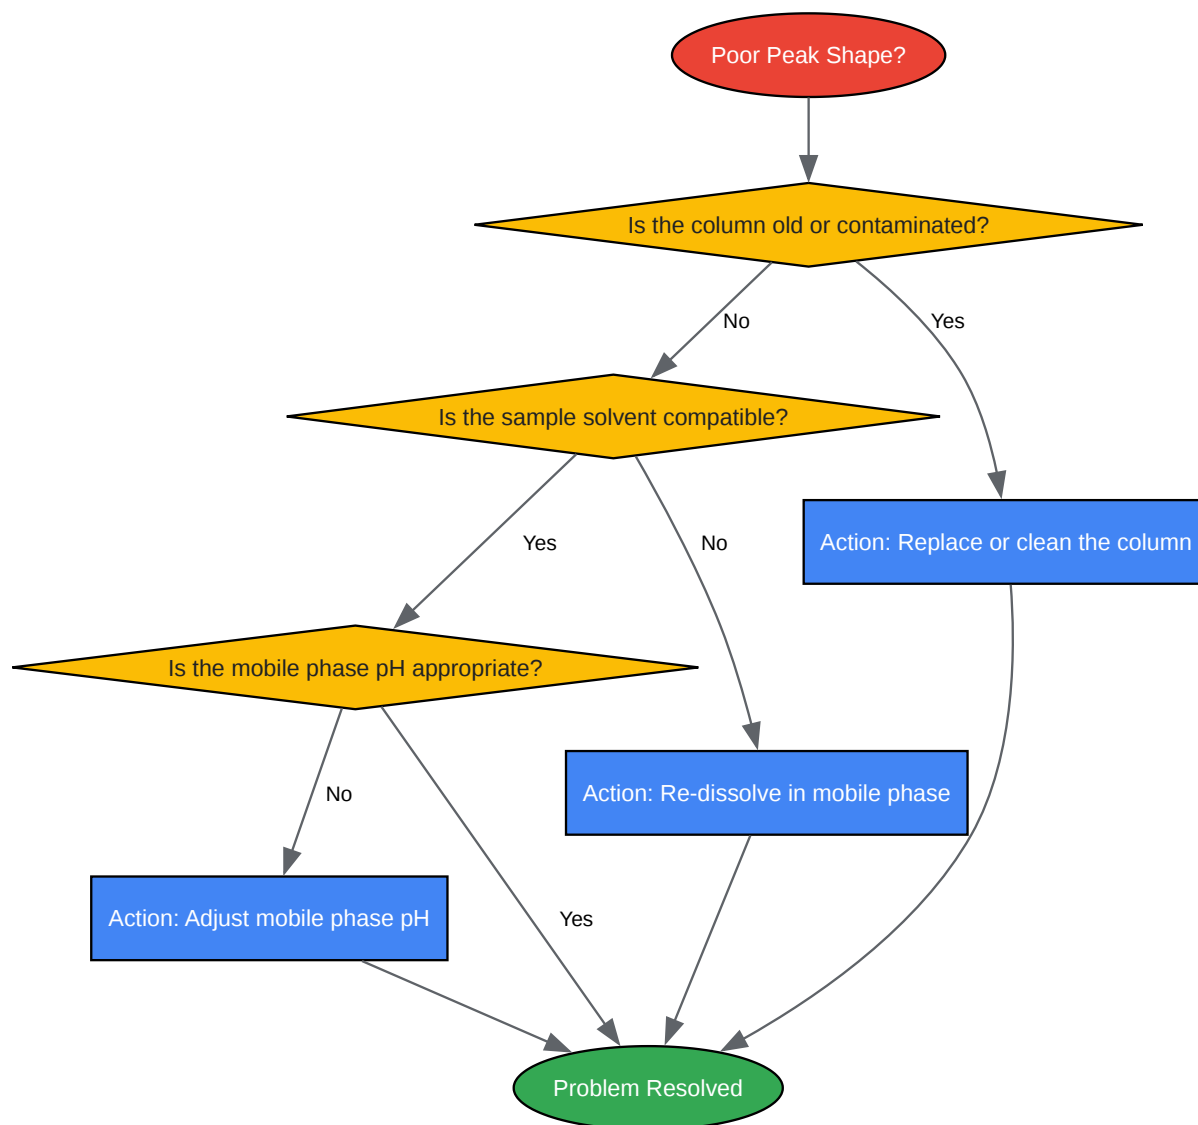 Poor Peak Shape?
Is the column old or contaminated?
No
Yes
Is the sample solvent compatible?
Yes
No
Action: Replace or clean the column
Is the mobile phase pH appropriate?
No
Action: Re-dissolve in mobile phase
Action: Adjust mobile phase pH
Yes
Problem Resolved